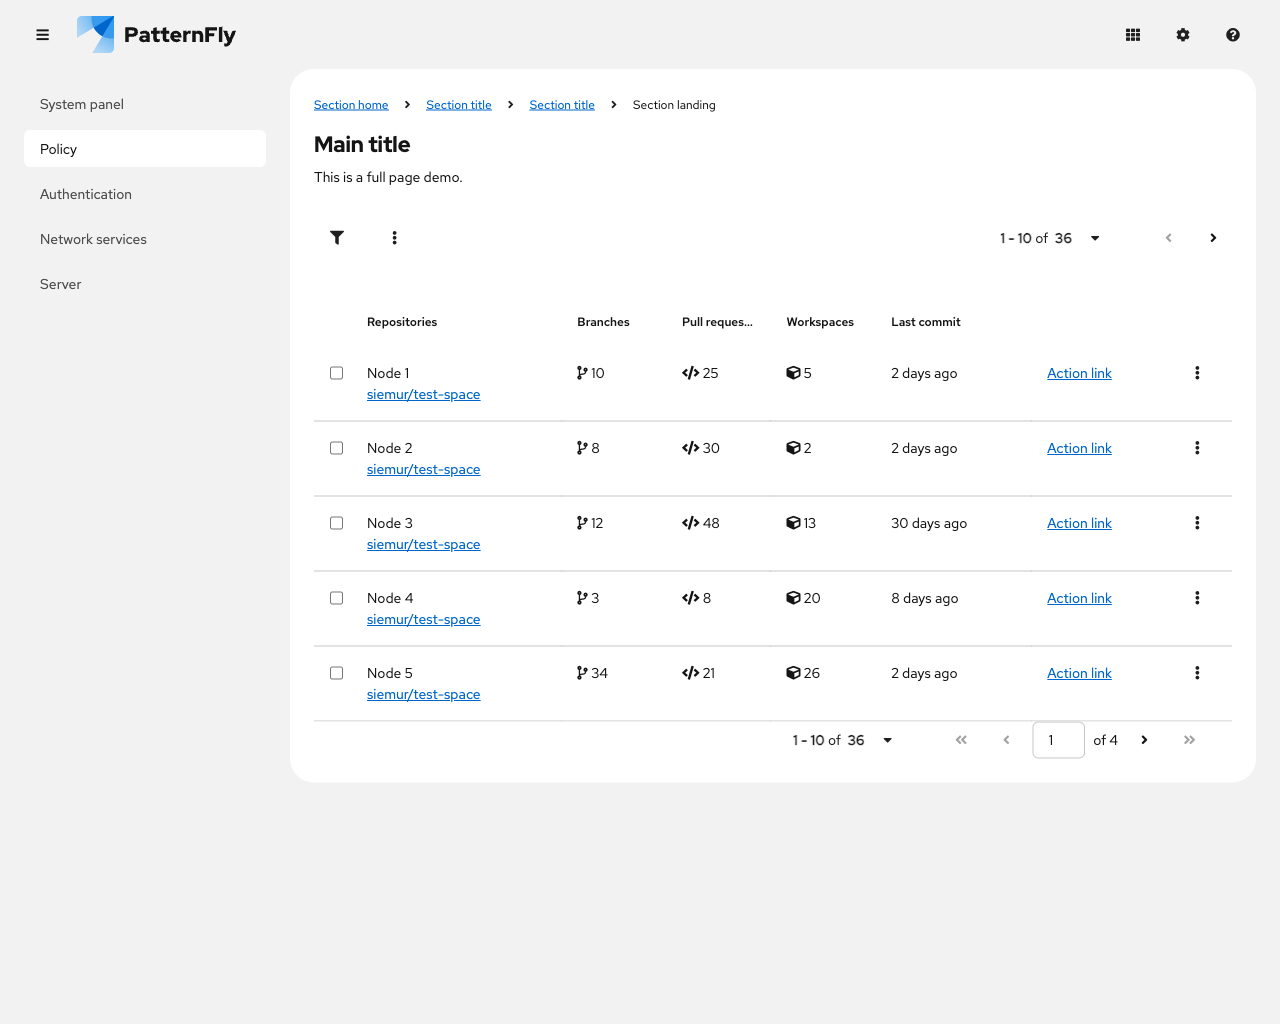 PatternFly
System panel
Policy
Authentication
Network services
Server
Section home
Section title
Section title
Section landing
Main title
This is a full page demo.
1 - 10 of 36
Repositories Branches Pull reques... Workspaces Last commit
Node 1 10 25 5 2 days ago Action link
siemur/test-space
Node 2 8 30 2 2 days ago Action link
siemur/test-space
Node 3 12 48 13 30 days ago Action link
siemur/test-space
Node 4 3 8 20 8 days ago Action link
siemur/test-space
Node 5 34 21 26 2 days ago Action link
siemur/test-space
1 - 10 of 36 1 of 4